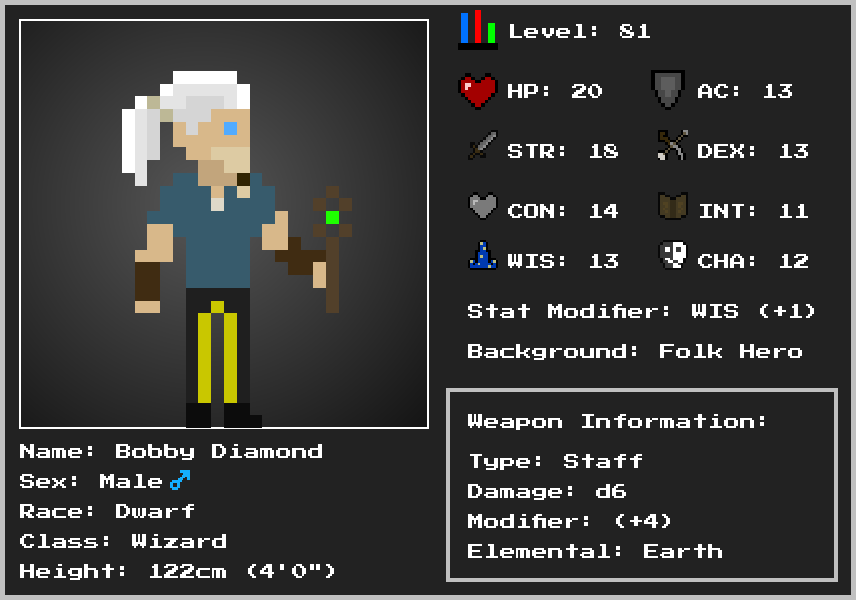 Level: 81
HP: 20 AC: 13
STR: 18 DEX: 13
CON: 14 INT: 11
WIS: 13 CHA: 12
Stat Modifier: WIS (+1)
Background: Folk Hero
Weapon Information:
Type: Staff
Damage: d6
Modifier: (+4)
Elemental: Earth
Name: Bobby Diamond
Sex: Male ♂
Race: Dwarf
Class: Wizard
Height: 122cm (4'0")